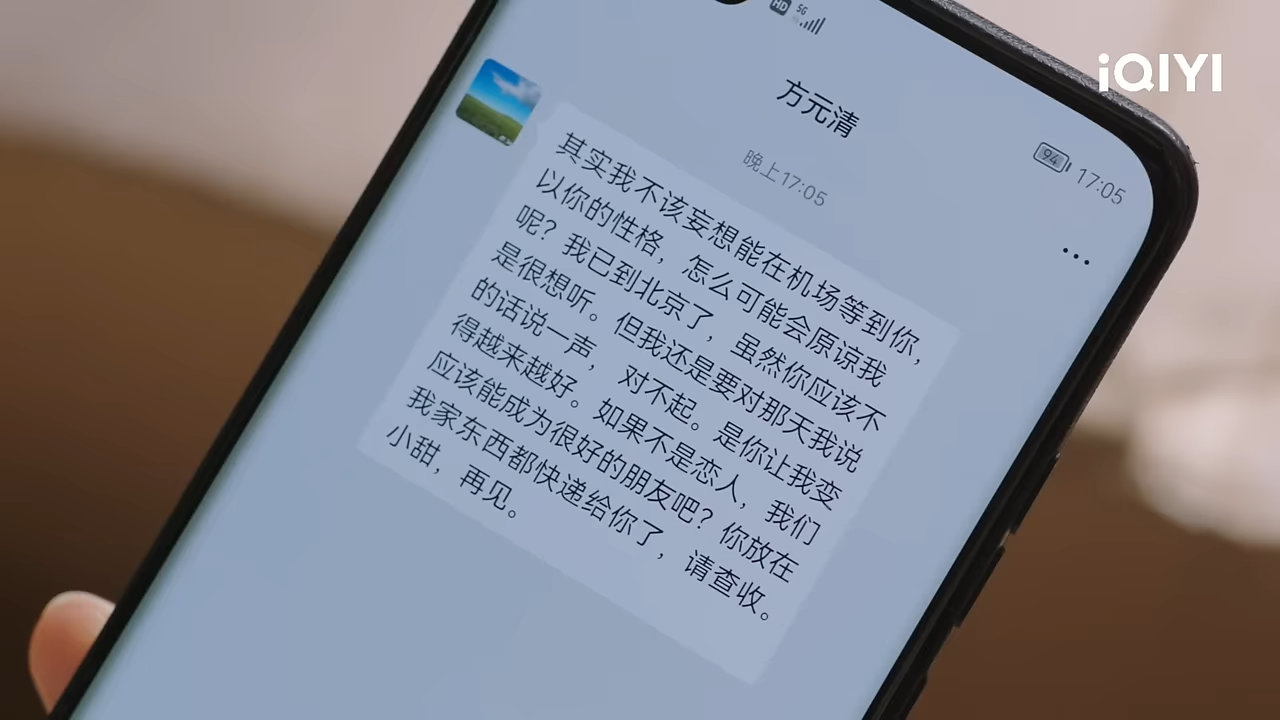 iQIYI
HD 5G
94 17:05
方元清
晚上17:05
其实我不该妄想能在机场等到你，
以你的性格，怎么可能会原谅我
呢？我已到北京了，虽然你应该不
是很想听。但我还是要对那天我说
的话说一声，对不起。是你让我变
得越来越好。如果不是恋人，我们
应该能成为很好的朋友吧？你放在
我家东西都快递给你了，请查收。
小甜，再见。